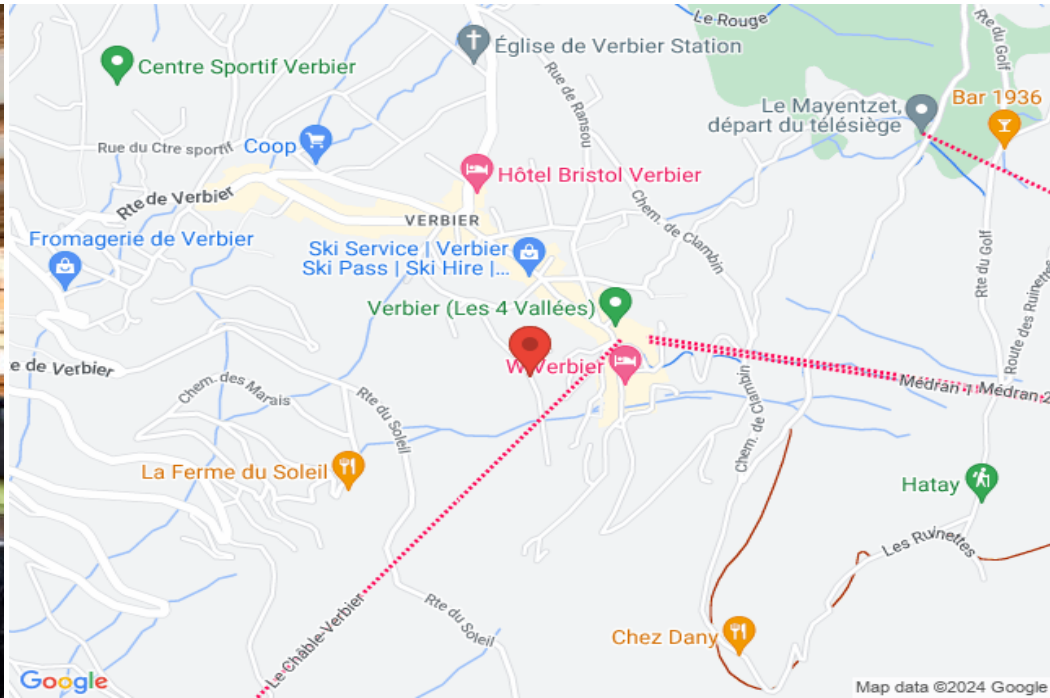 Le Rouge
Rte du Golf
Église de Verbier Station
Centre Sportif Verbier
Rue de Ransou
Bar 1936
Le Mayentzet,
départ du télésiège
Rue du Ctre sportif
Coop
Hôtel Bristol Verbier
Rte de Verbier
VERBIER
Chem. de Clambin
Fromagerie de Verbier
Ski Service | Verbier
Ski Pass | Ski Hire |...
Rte du Golf
Route des Ruinettes
Verbier (Les 4 Vallées)
W Verbier
e de Verbier
Chem. des Marais
Rte du Soleil
Médran 1
Médran 2
Chem. de Clambin
La Ferme du Soleil
Hatay
Les Ruinettes
Le Châble-Verbier
Rte du Soleil
Chez Dany
Google
Map data ©2024 Google